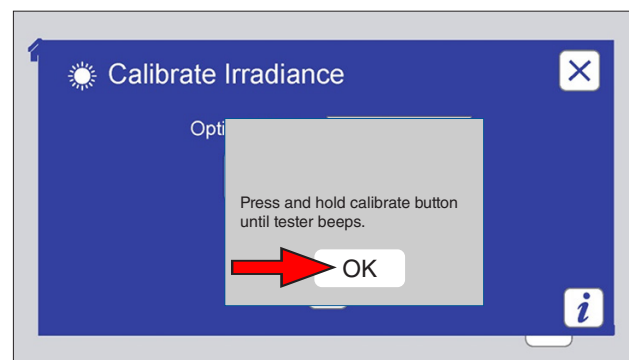 Calibrate Irradiance
Opti
Press and hold calibrate button
until tester beeps.
OK
i